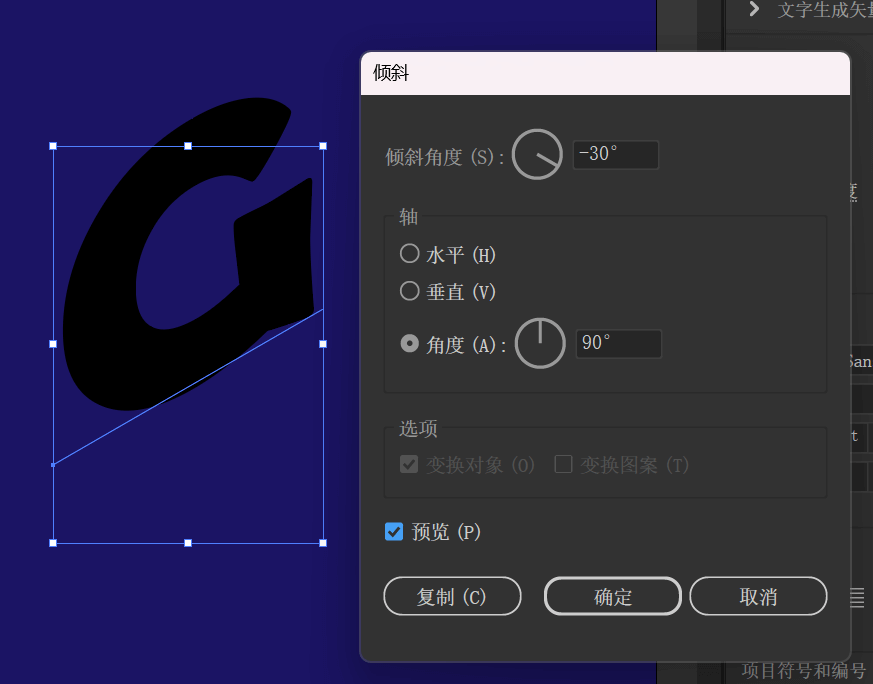 文字生成矢量
倾斜
倾斜角度 (S):
-30°
轴
水平 (H)
垂直 (V)
角度 (A):
90°
选项
变换对象 (O)
变换图案 (T)
预览 (P)
复制 (C)
确定
取消
G
San
t
项目符号和编号